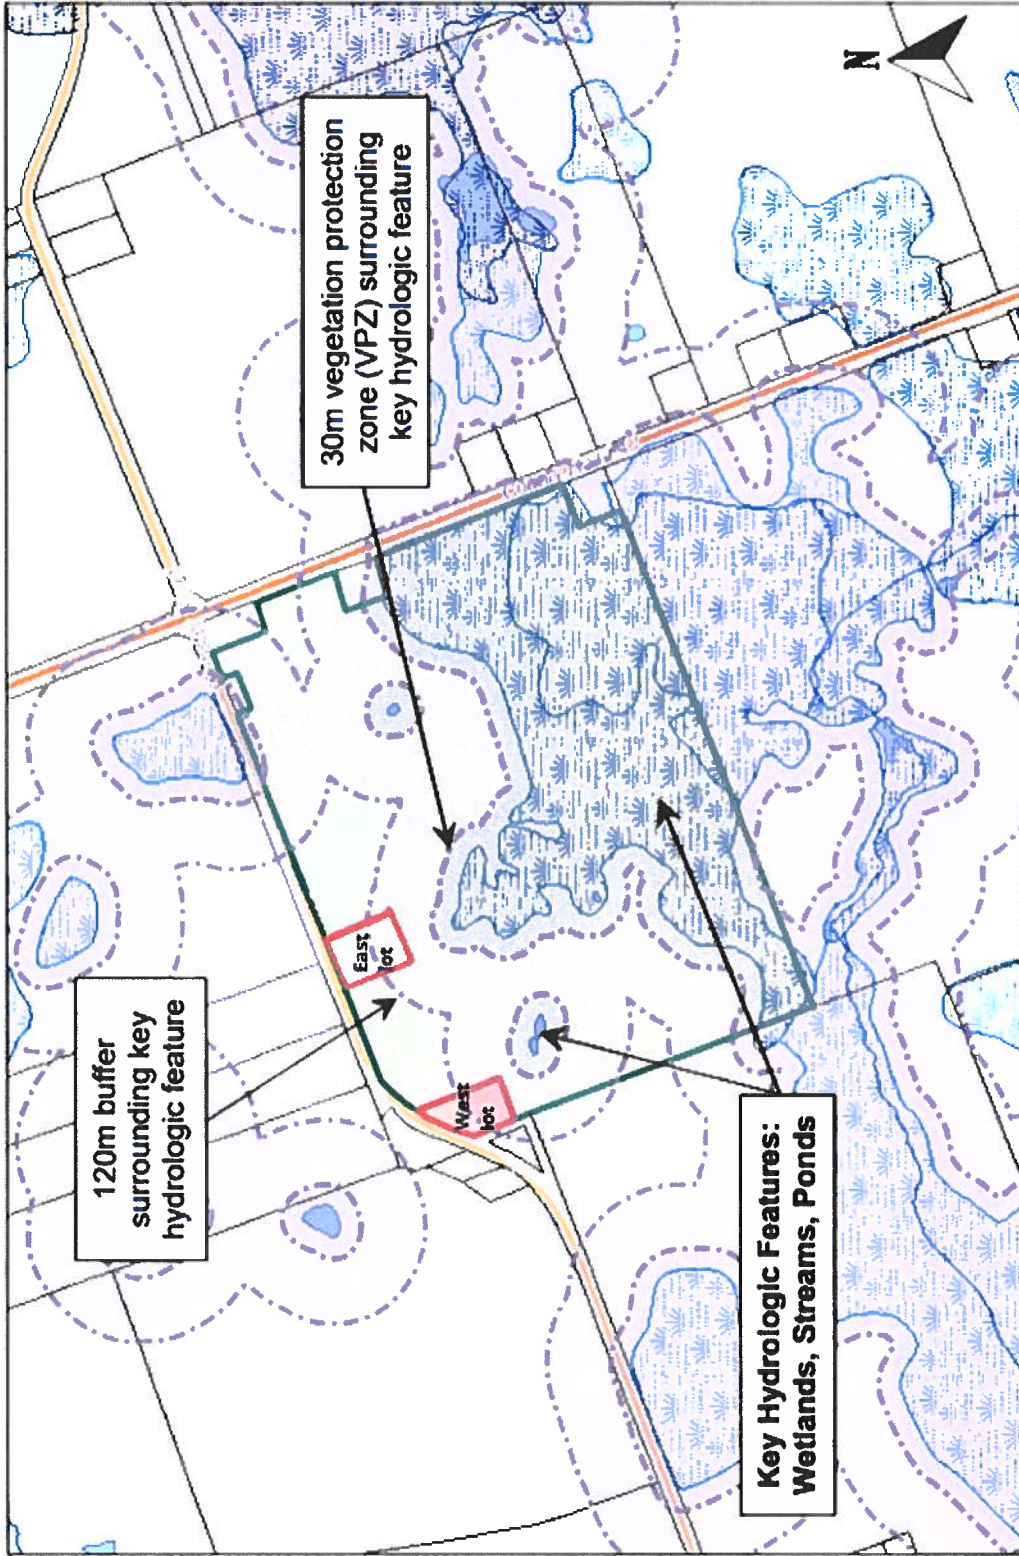 N
30m vegetation protection
zone (VPZ) surrounding
key hydrologic feature
120m buffer
surrounding key
hydrologic feature
East
lot
West
lot
Key Hydrologic Features:
Wetlands, Streams, Ponds